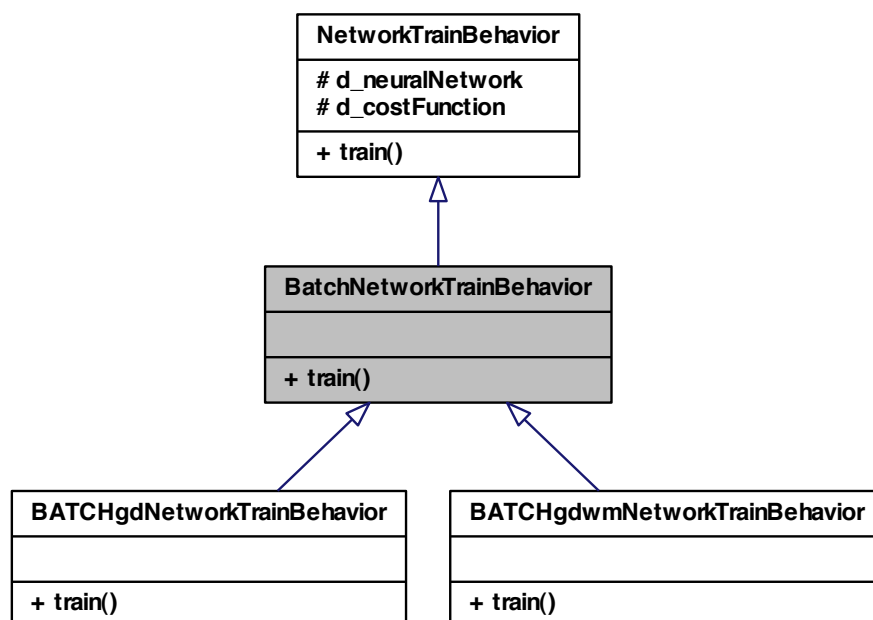 NetworkTrainBehavior
# d_neuralNetwork
# d_costFunction
+ train()
BatchNetworkTrainBehavior
+ train()
BATCHgdNetworkTrainBehavior
+ train()
BATCHgdwmNetworkTrainBehavior
+ train()